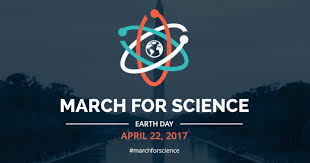 MARCH FOR SCIENCE
EARTH DAY
APRIL 22, 2017
#marchforscience